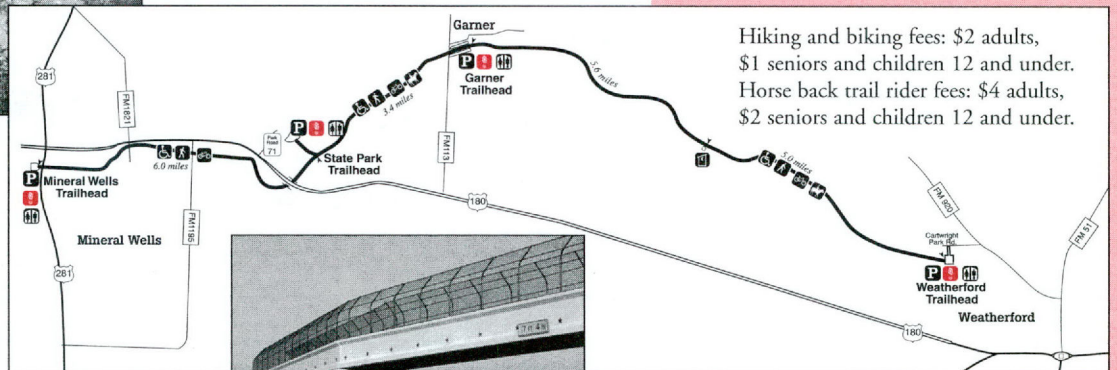 Garner
Hiking and biking fees: $2 adults,
$1 seniors and children 12 and under.
Horse back trail rider fees: $4 adults,
$2 seniors and children 12 and under.
281
FM1821
P
Garner
Trailhead
5.6 miles
3.4 miles
Park
Road
71
P
State Park
Trailhead
FM113
6.0 miles
P
Mineral Wells
Trailhead
Mineral Wells
FM1195
180
5.0 miles
FM 920
FM 51
Cartwright
Park Rd.
P
Weatherford
Trailhead
Weatherford
281
180